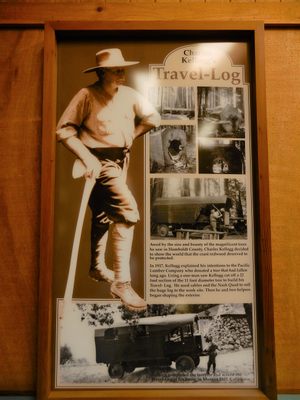 Charles
Kellogg
Travel-Log
Awed by the size and beauty of the magnificent trees
he saw in Humboldt County, Charles Kellogg decided
to show the world that the giant redwood deserved to
be protected.
In 1917, Kellogg explained his intentions to the Pacific
Lumber Company who donated a tree that had fallen
long ago. Using a one-man saw Kellogg cut off a 22
foot section of the 11 foot diameter tree to build his
Travel- Log. He used cables and the Nash Quad to roll
the huge log to the work site. Then he and two helpers
began shaping the exterior.